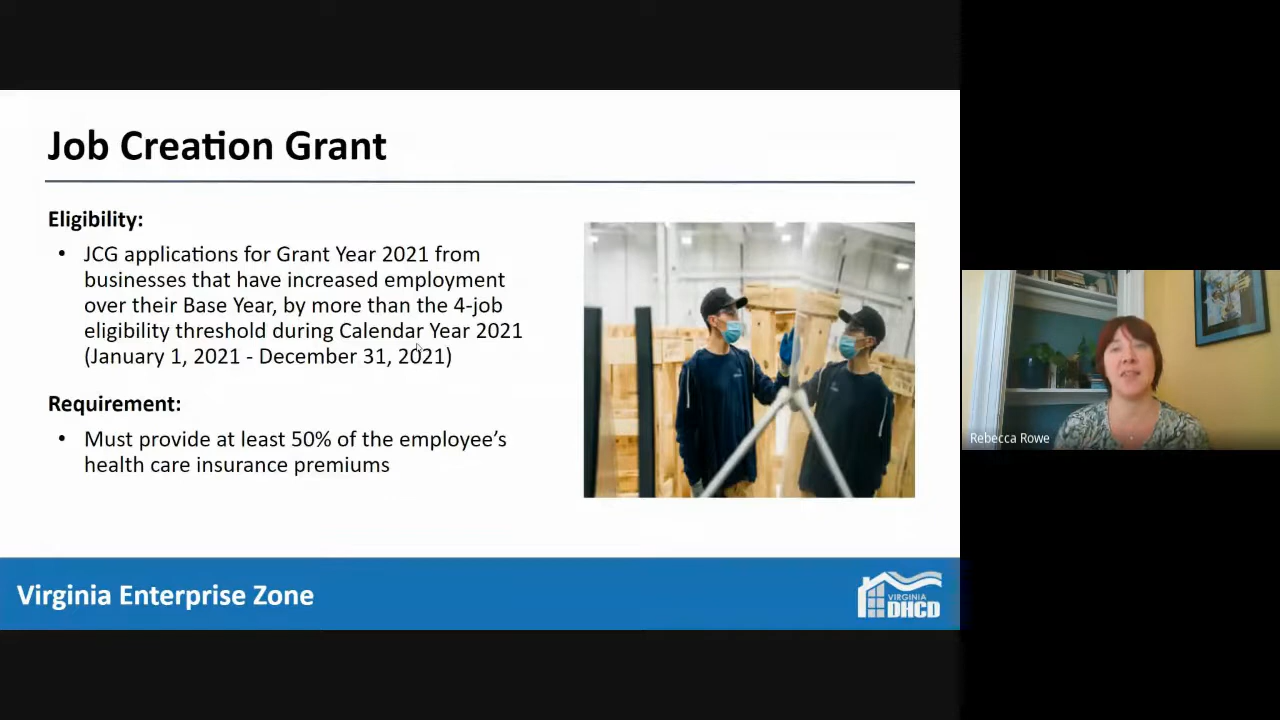 Job Creation Grant
Eligibility:
• JCG applications for Grant Year 2021 from
businesses that have increased employment
over their Base Year, by more than the 4-job
eligibility threshold during Calendar Year 2021
(January 1, 2021 - December 31, 2021)
Requirement:
• Must provide at least 50% of the employee’s
health care insurance premiums
Rebecca Rowe
Virginia Enterprise Zone
VIRGINIA
DHCD